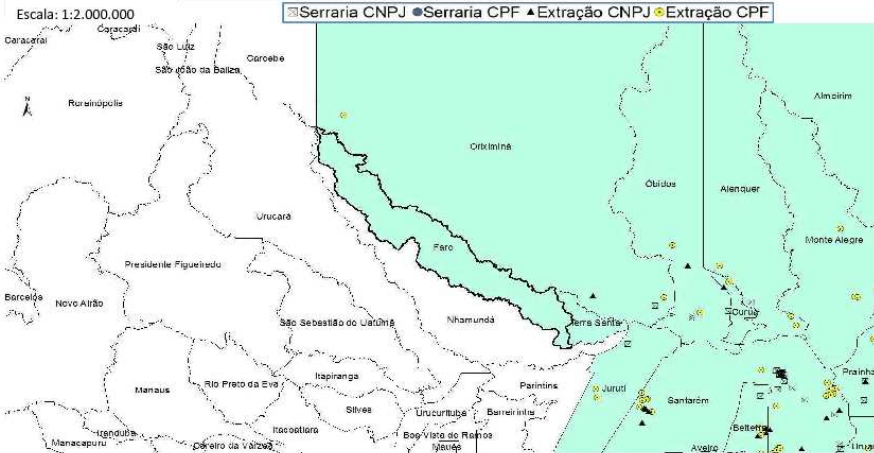 Escala: 1:2.000.000
Serraria CNPJ Serraria CPF Extração CNPJ Extração CPF
Caracaraí
Caracaraí
São Luiz
São João da Baliza
Caroebe
Rorainópolis
N
Almeirim
Oriximiná
Óbidos
Alenquer
Urucará
Faro
Monte Alegre
Presidente Figueiredo
Barcelos
Novo Airão
São Sebastião do Uatumã
Nhamundá
Terra Santa
Curuá
Itapiranga
Parintins
Prainha
Manaus
Rio Preto da Eva
Juruti
Santarém
Silves
Urucurituba
Barreirinha
Belterra
Iranduba
Itacoatiara
Boa Vista do Ramos
Manacapuru
Careiro da Várzea
Maués
Aveiro